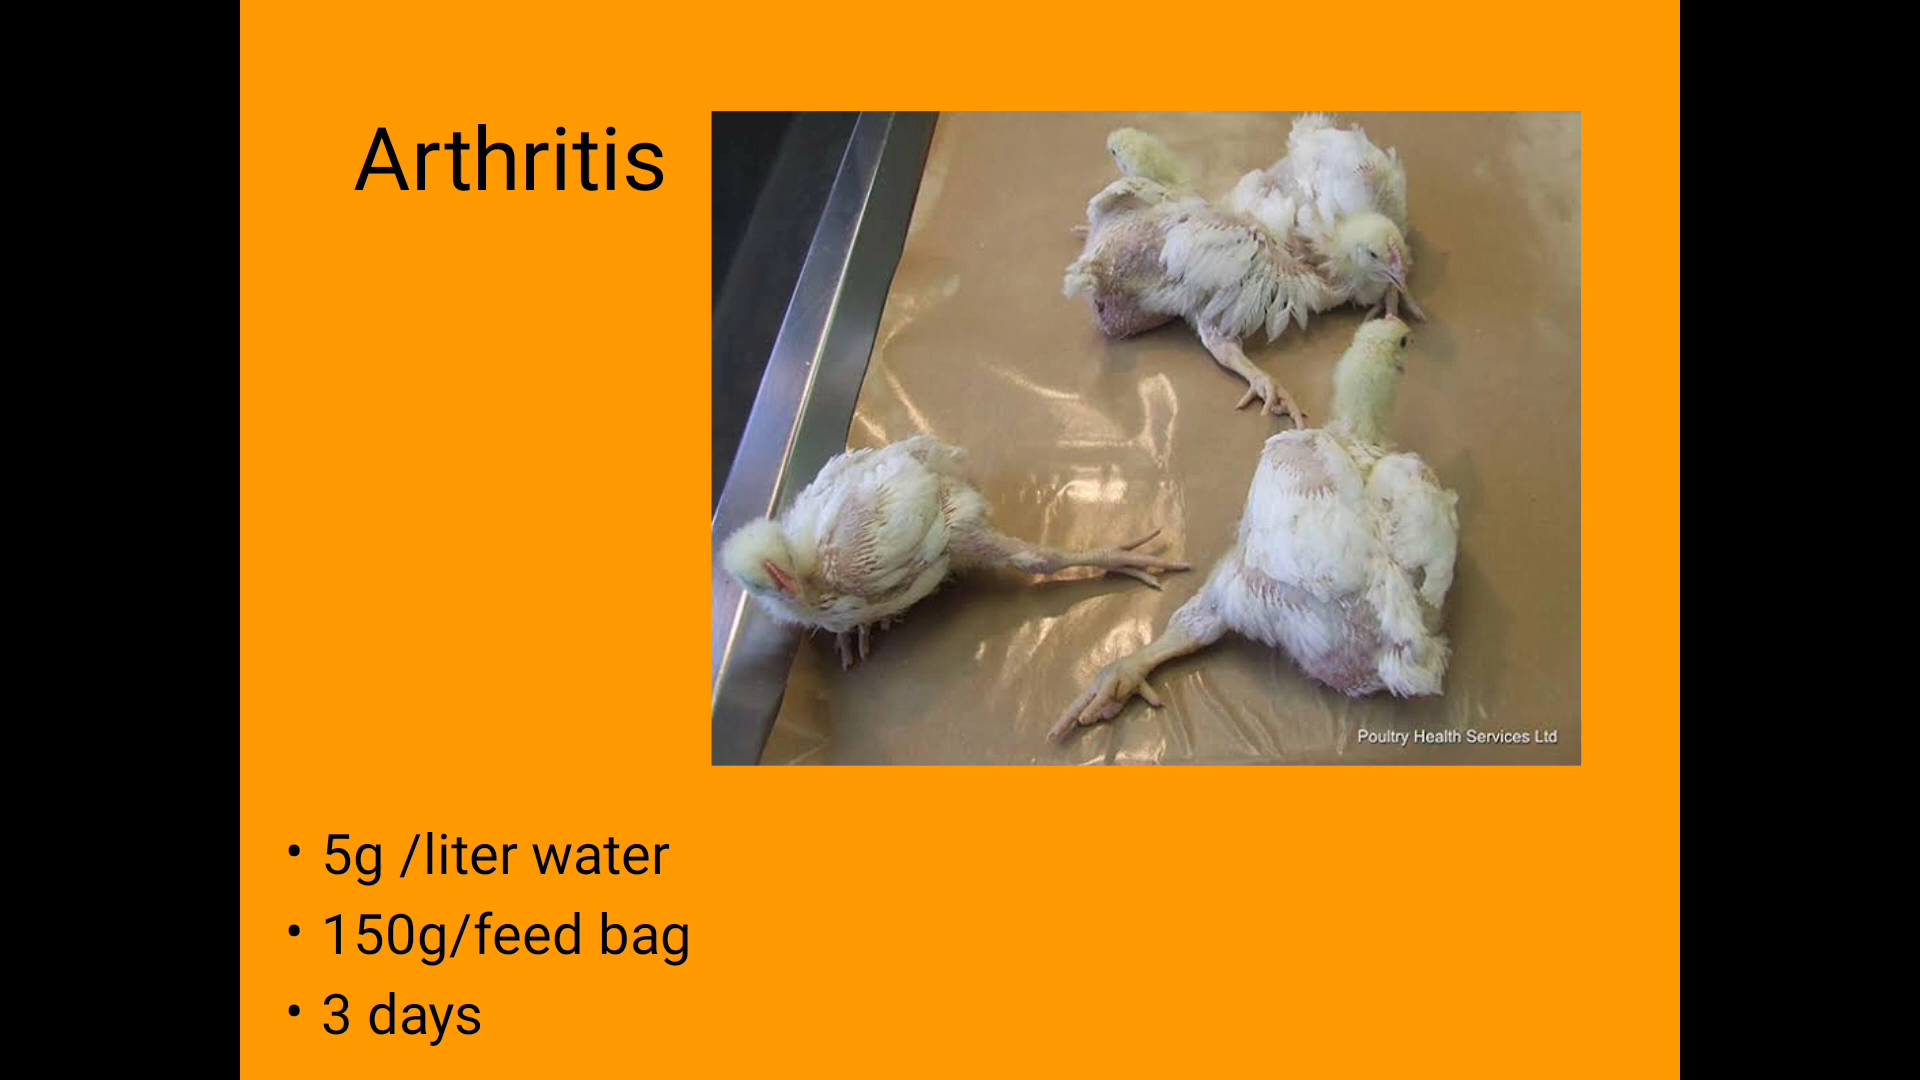 Arthritis
Poultry Health Services Ltd
• 5g /liter water
• 150g/feed bag
• 3 days